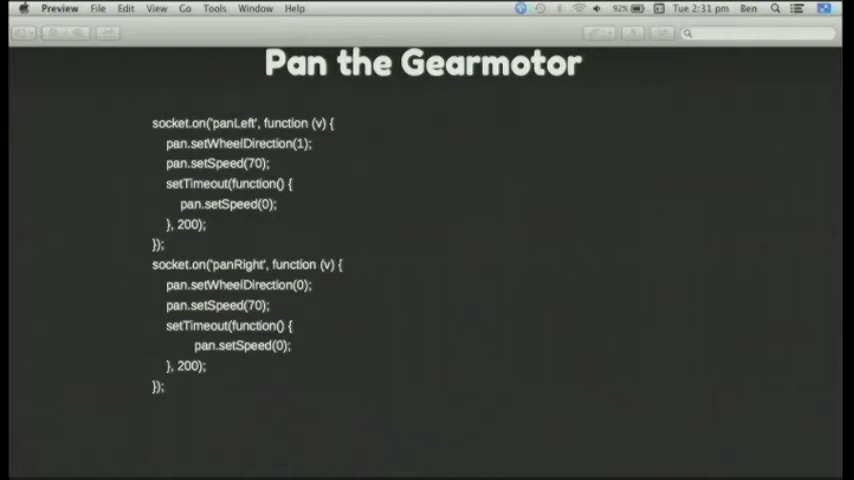 Preview File Edit View Go Tools Window Help 92% Tue 2:31 pm Ben
Pan the Gearmotor
socket.on('panLeft', function (v) {
pan.setWheelDirection(1);
pan.setSpeed(70);
setTimeout(function() {
pan.setSpeed(0);
}, 200);
});
socket.on('panRight', function (v) {
pan.setWheelDirection(0);
pan.setSpeed(70);
setTimeout(function() {
pan.setSpeed(0);
}, 200);
});